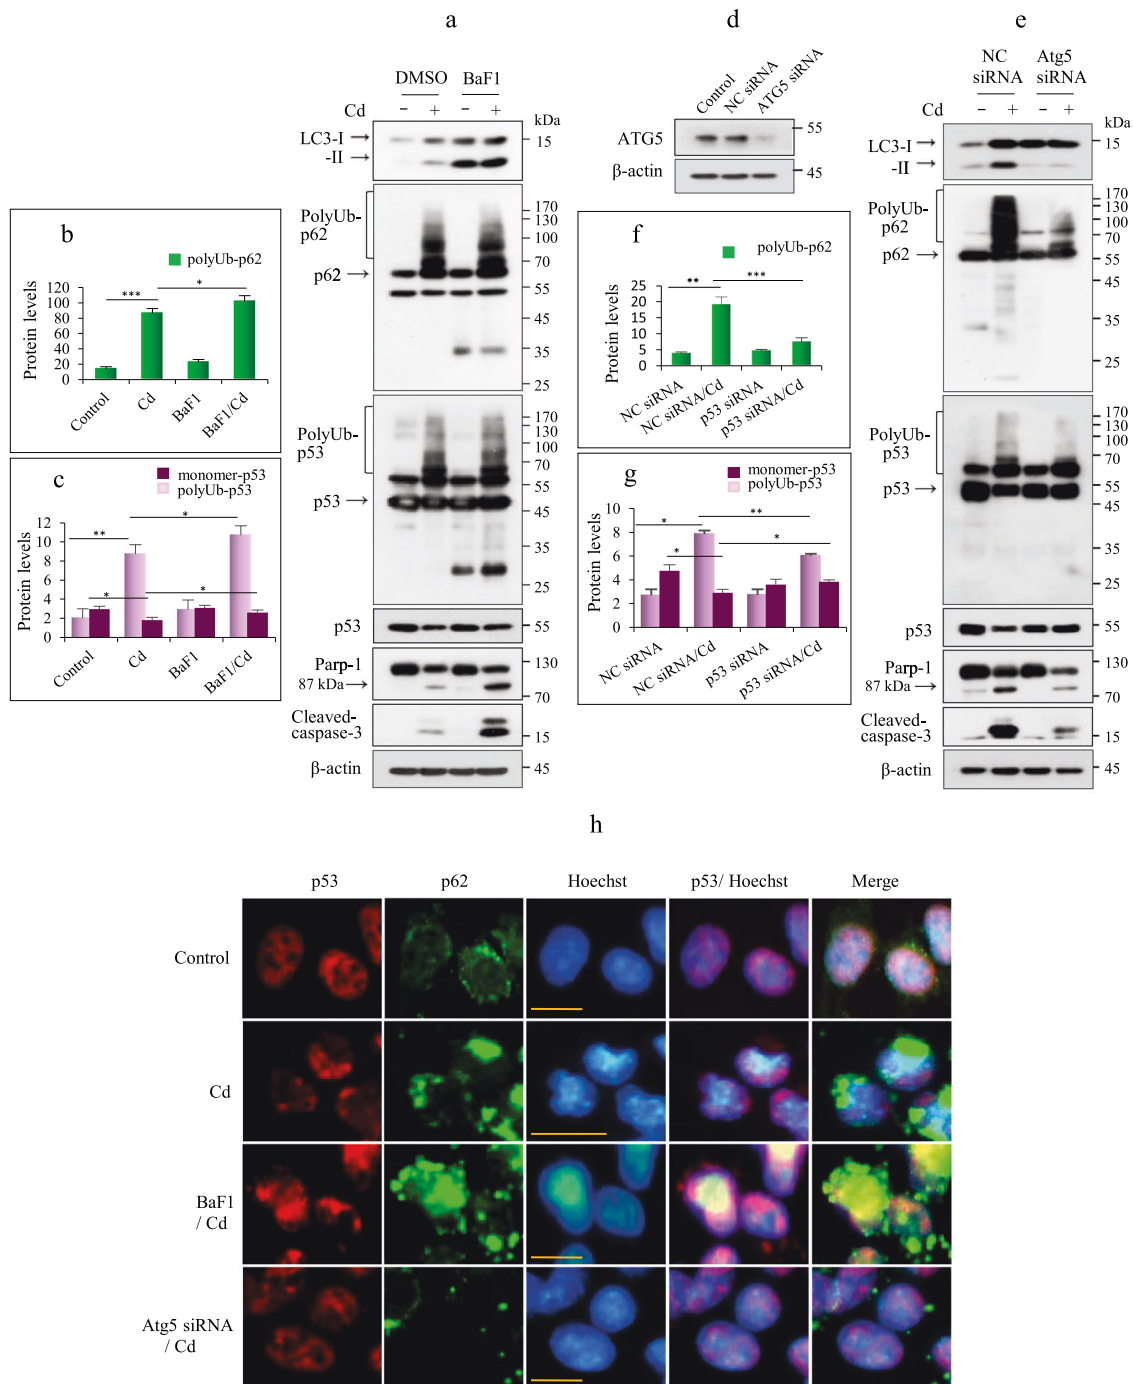 a
DMSO BaF1
Cd − + − +
kDa
LC3-I
-II
15
PolyUb-
p62
p62
170
130
100
70
55
45
35
25
PolyUb-
p53
p53
170
130
100
70
55
45
35
25
p53
55
Parp-1
87 kDa
130
70
Cleaved-
caspase-3
15
β-actin
45
b
polyUb-p62
Protein levels
120
100
80
60
40
20
0
*** *
Control Cd BaF1 BaF1/Cd
c
monomer-p53
polyUb-p53
Protein levels
12
10
8
6
4
2
0
** *
* *
Control Cd BaF1 BaF1/Cd
d
Control NC siRNA ATG5 siRNA
ATG5
55
β-actin
45
f
polyUb-p62
Protein levels
25
20
15
10
5
0
** ***
NC siRNA NC siRNA/Cd p53 siRNA p53 siRNA/Cd
g
monomer-p53
polyUb-p53
Protein levels
10
8
6
4
2
0
* **
* *
NC siRNA NC siRNA/Cd p53 siRNA p53 siRNA/Cd
e
NC Atg5
siRNA siRNA
Cd − + − +
kDa
LC3-I
-II
15
PolyUb-
p62
p62
170
130
100
70
55
45
35
25
PolyUb-
p53
p53
170
130
100
70
55
45
35
25
p53
55
Parp-1
87 kDa
130
70
Cleaved-
caspase-3
15
β-actin
45
h
p53 p62 Hoechst p53/ Hoechst Merge
Control
Cd
BaF1
/ Cd
Atg5 siRNA
/ Cd